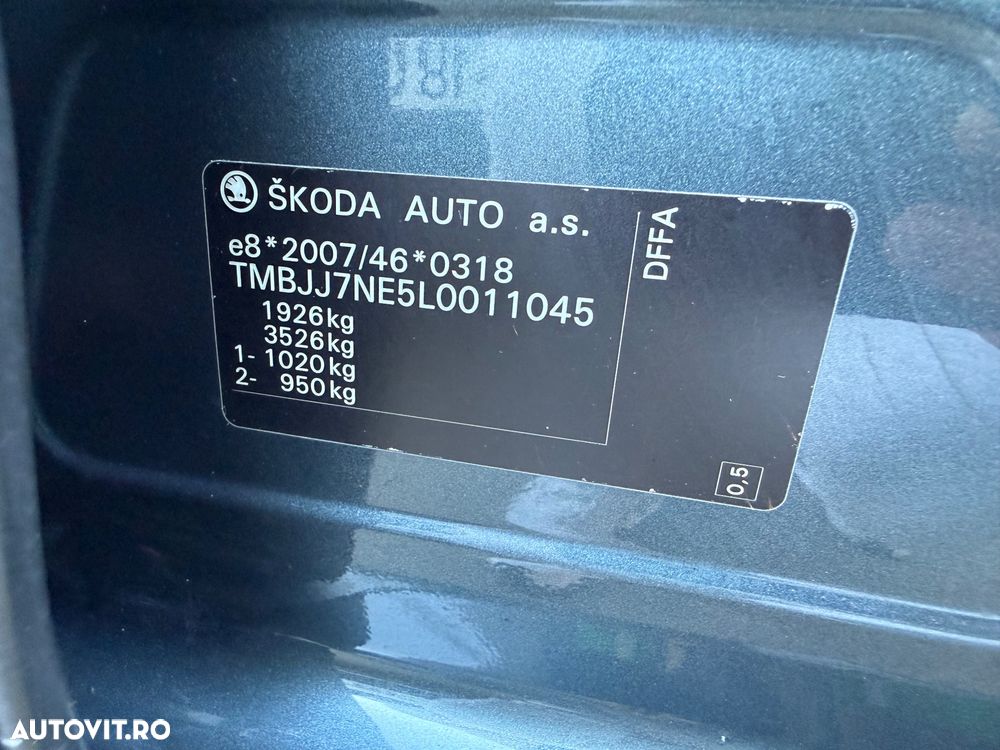 ŠKODA AUTO a.s.
e8*2007/46*0318
TMBJJ7NE5L0011045
1926kg
3526kg
1- 1020kg
2- 950kg
DFFA
0,5
AUTOVIT.RO